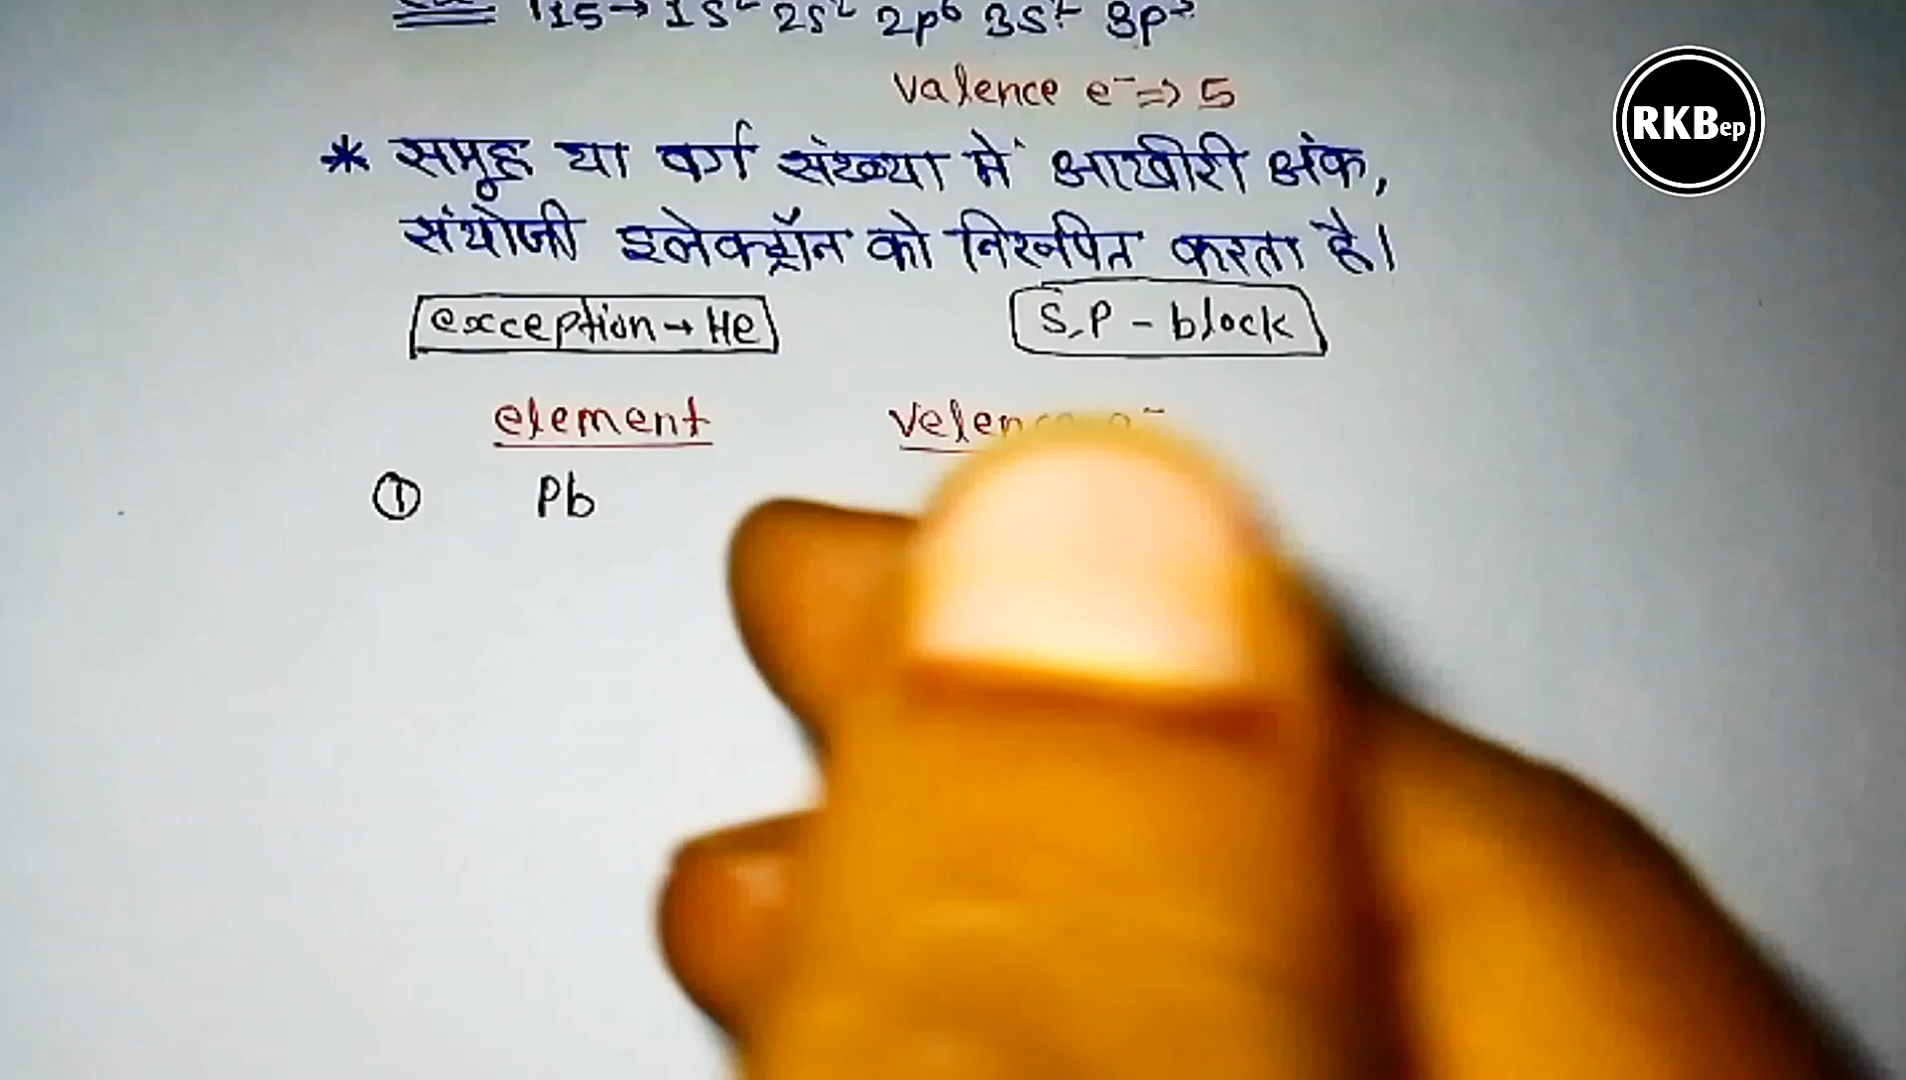 15 → 1s² 2s² 2p⁶ 3s² 3p³
valence e⁻ => 5
RKBep
* समूह या वर्ग संख्या में आखीरी अंक,
संयोजी इलेक्ट्रॉन को निरूपित करता है।
exception → He
S,P - block
element
① Pb